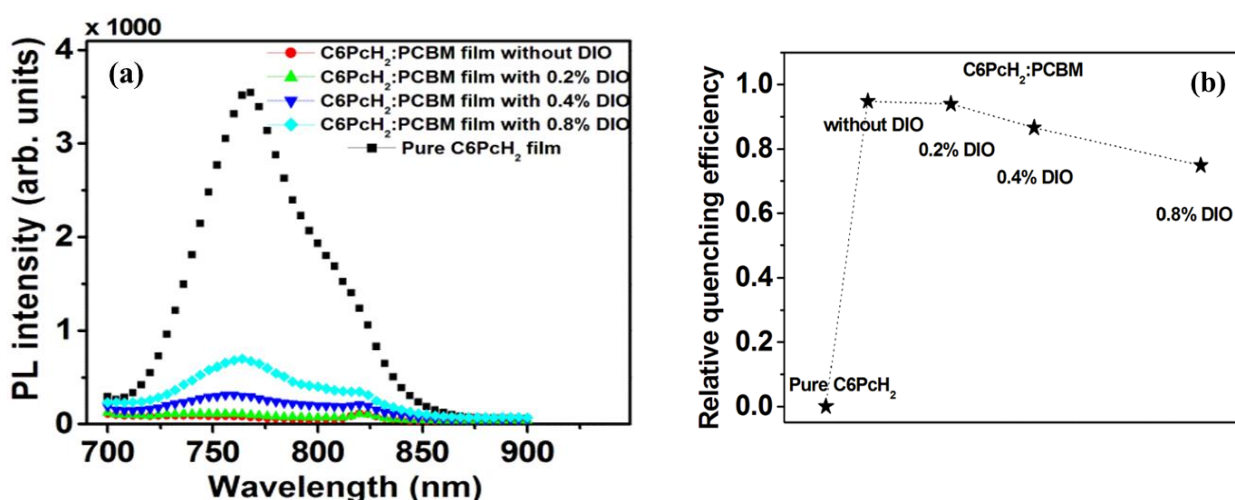 x 1000
(a)
C6PcH₂:PCBM film without DIO
C6PcH₂:PCBM film with 0.2% DIO
C6PcH₂:PCBM film with 0.4% DIO
C6PcH₂:PCBM film with 0.8% DIO
Pure C6PcH₂ film
PL intensity (arb. units)
4
3
2
1
0
700
750
800
850
900
Wavelength (nm)
(b)
C6PcH₂:PCBM
Relative quenching efficiency
1.0
0.8
0.6
0.4
0.2
0.0
without DIO
0.2% DIO
0.4% DIO
0.8% DIO
Pure C6PcH₂